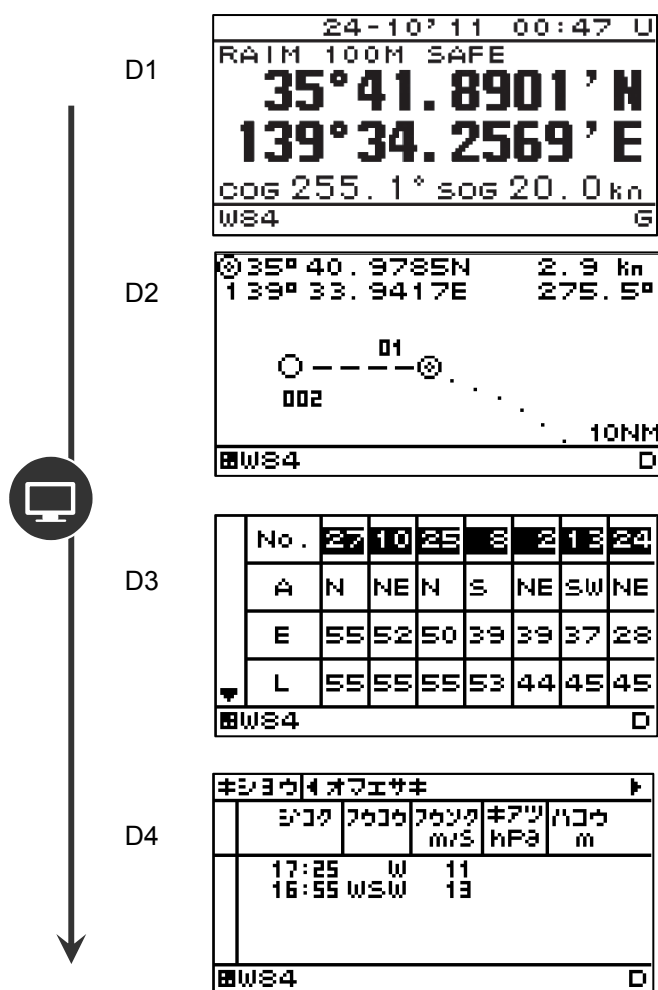 D1
24-10'11 00:47 U
RAIM 100M SAFE
35°41.8901'N
139°34.2569'E
COG 255.1° SOG 20.0kn
W84 G
D2
35°40.9785N 2.9 kn
139°33.9417E 275.5°
01
002
10NM
W84 D
D3
No. 27 10 25 8 2 13 24
A N NE N S NE SW NE
E 55 52 50 39 39 37 28
L 55 55 55 53 44 45 45
W84 D
D4
キショウ オフェサキ
ジコク フウコウ フウソク キアツ ハコウ
m/S hPa m
17:25 W 11
16:55 WSW 13
W84 D